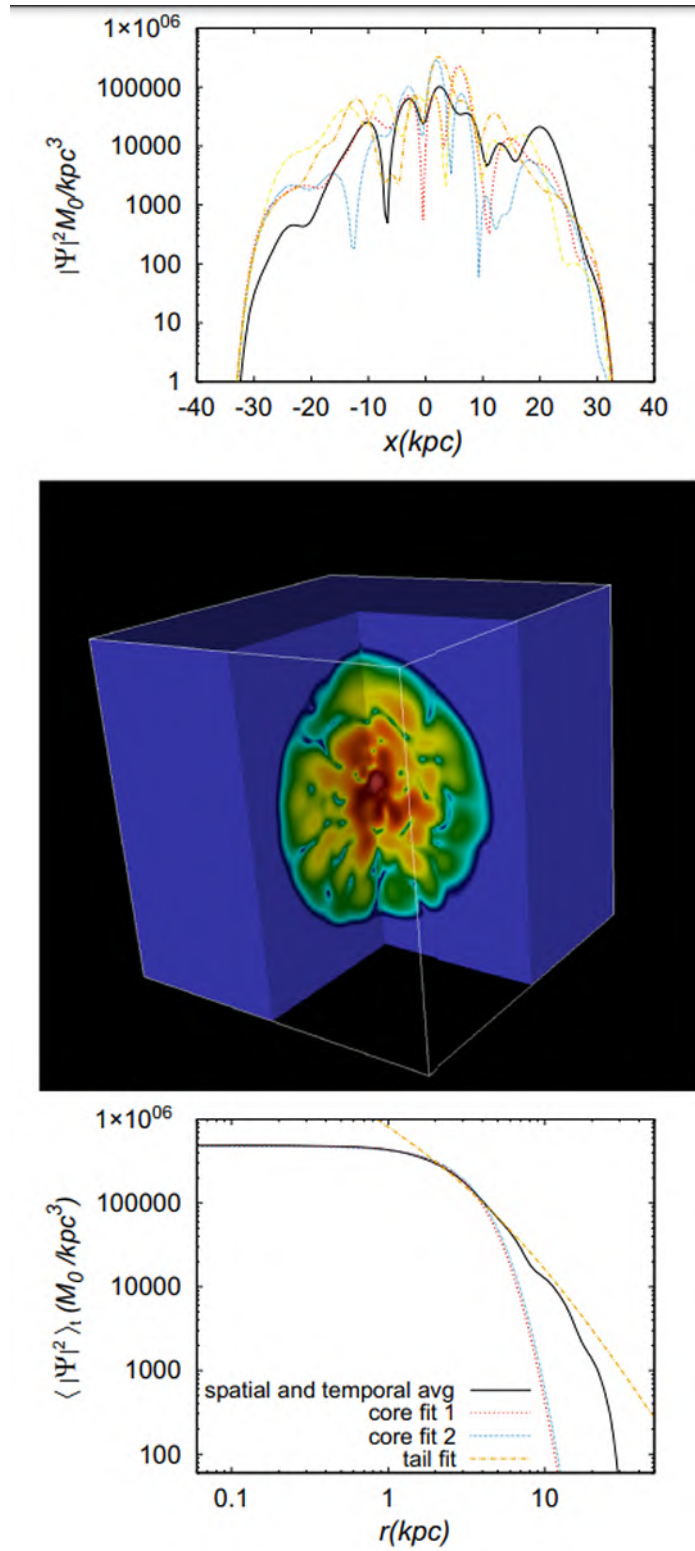 1×10⁰⁶
100000
10000
1000
100
10
1
|Ψ|²M₀/kpc³
-40 -30 -20 -10 0 10 20 30 40
x(kpc)
1×10⁰⁶
100000
10000
1000
100
⟨ |Ψ|² ⟩ₜ (M₀ /kpc³)
spatial and temporal avg
core fit 1
core fit 2
tail fit
0.1 1 10
r(kpc)